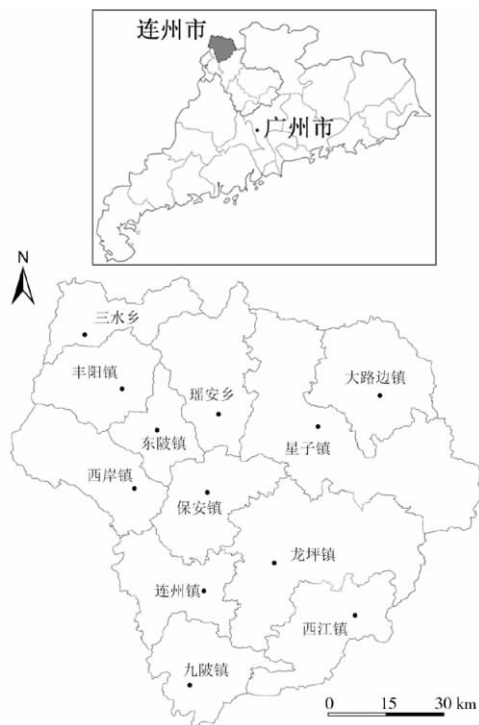 连州市
广州市
N
三水乡
丰阳镇
瑶安乡
大路边镇
东陂镇
星子镇
西岸镇
保安镇
龙坪镇
连州镇
西江镇
九陂镇
0 15 30 km